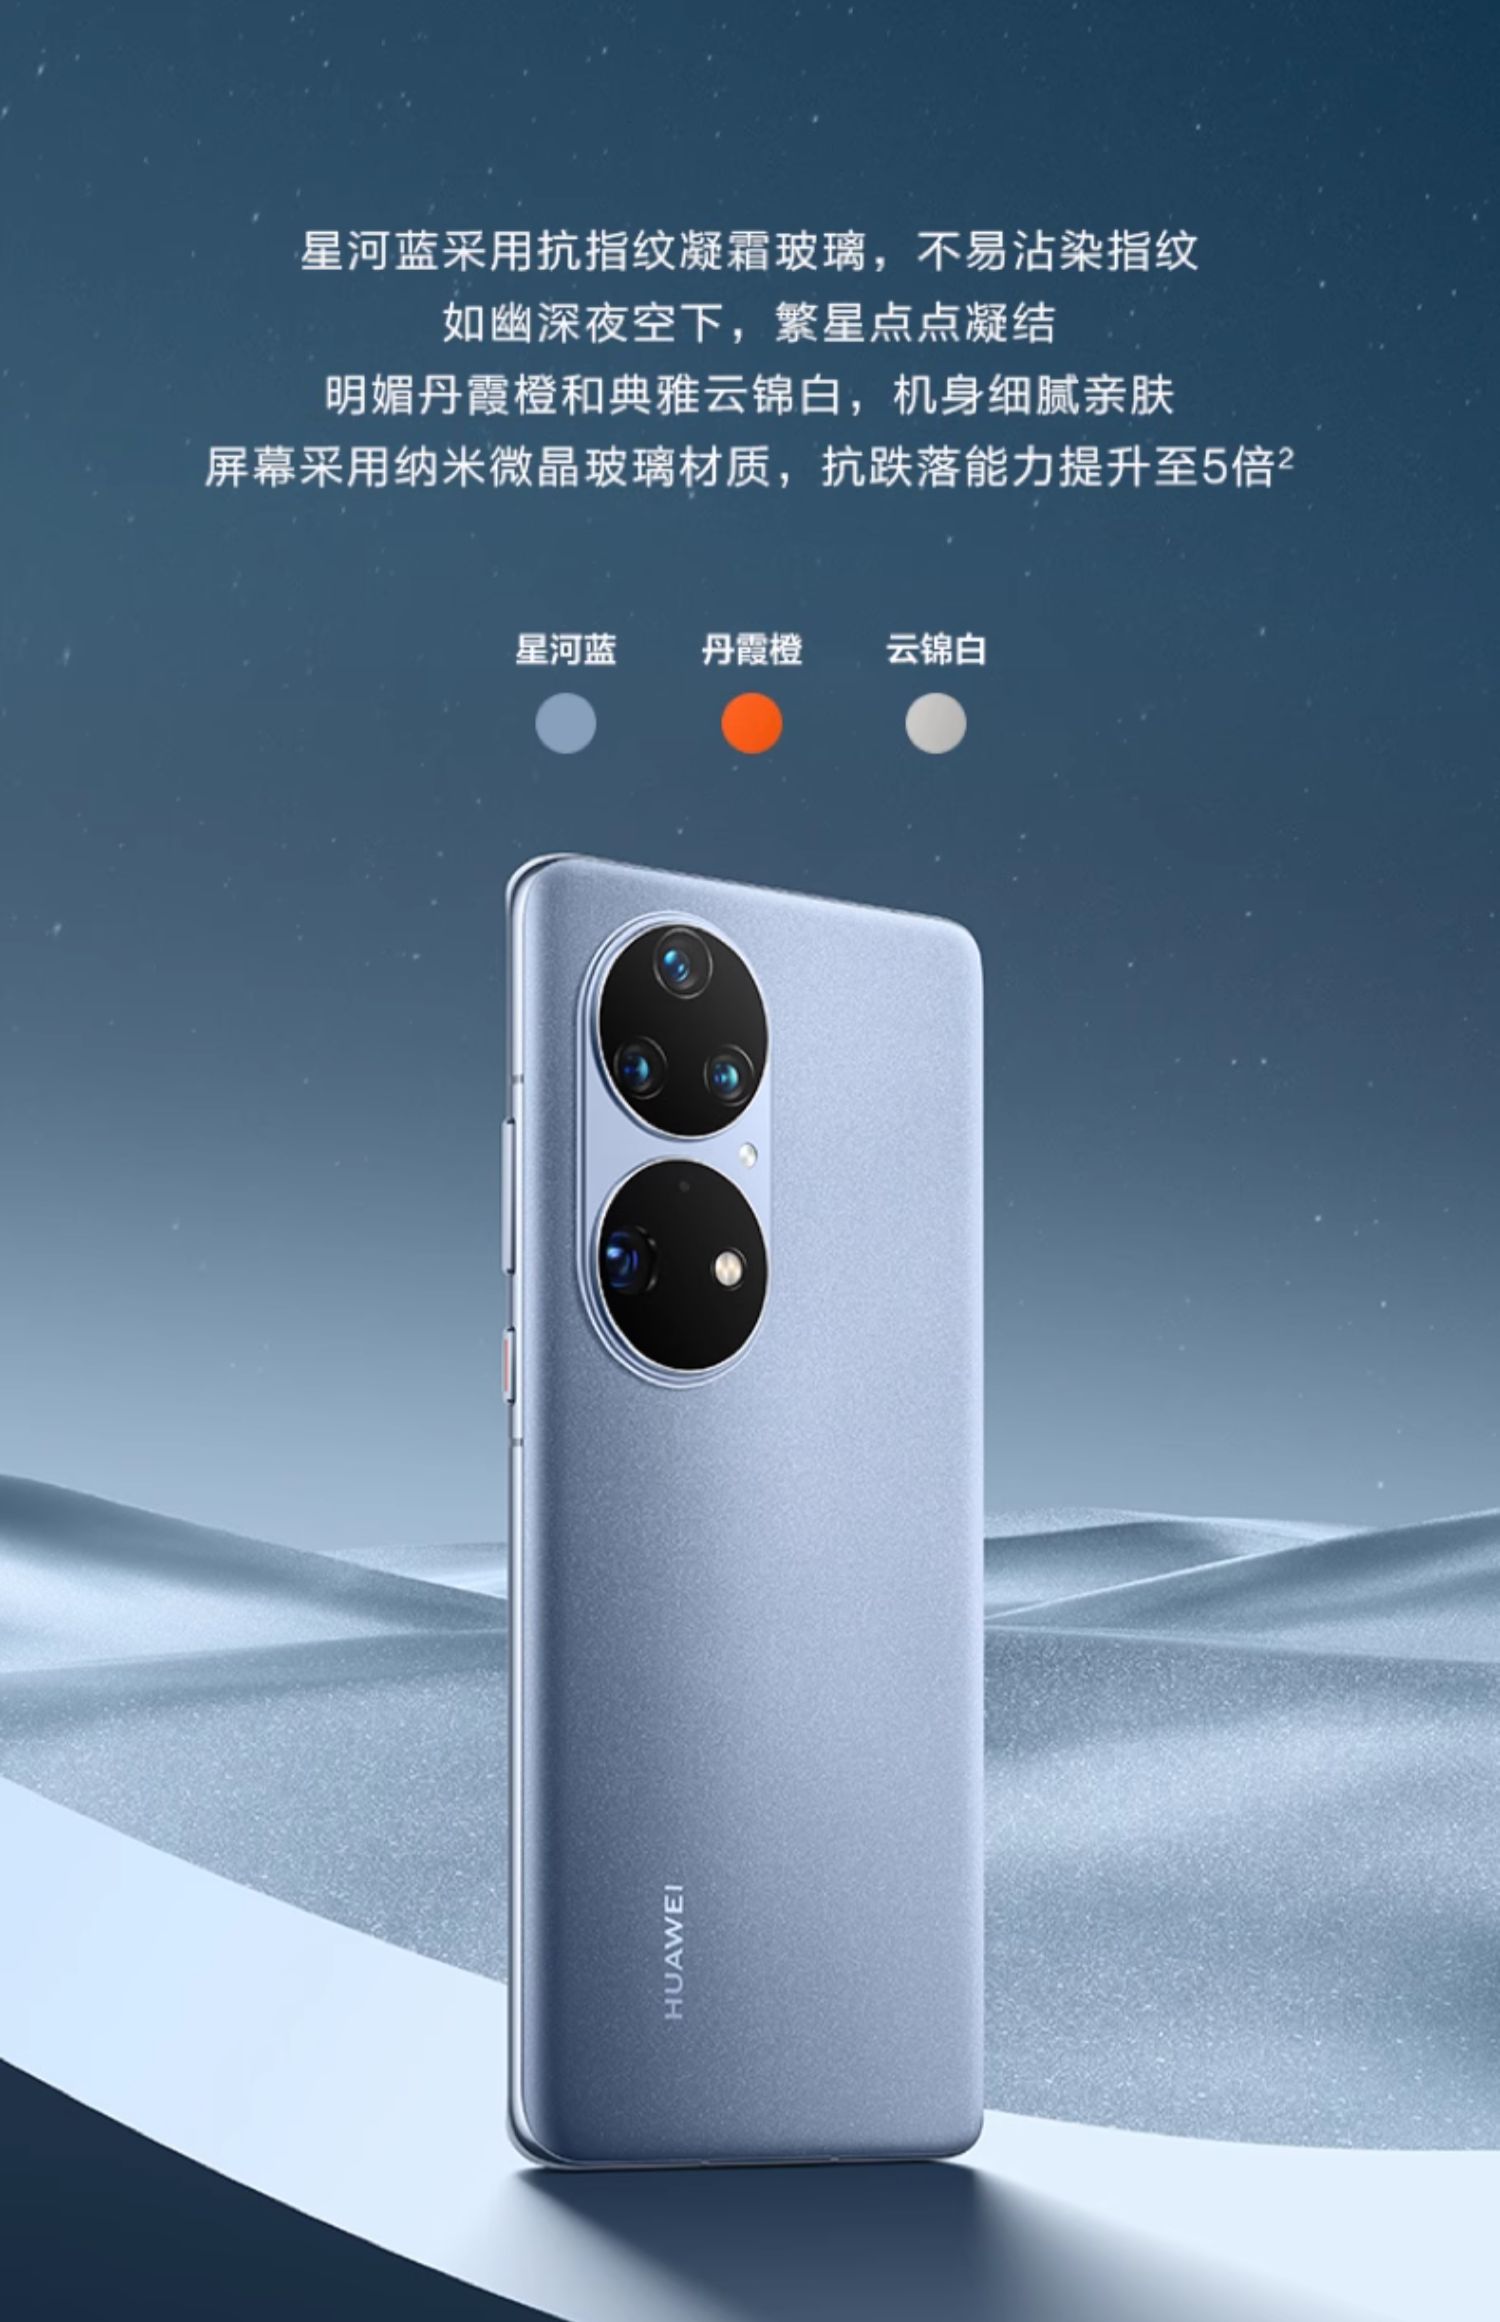 星河蓝采用抗指纹凝霜玻璃，不易沾染指纹
如幽深夜空下，繁星点点凝结
明媚丹霞橙和典雅云锦白，机身细腻亲肤
屏幕采用纳米微晶玻璃材质，抗跌落能力提升至5倍²
星河蓝 丹霞橙 云锦白
HUAWEI